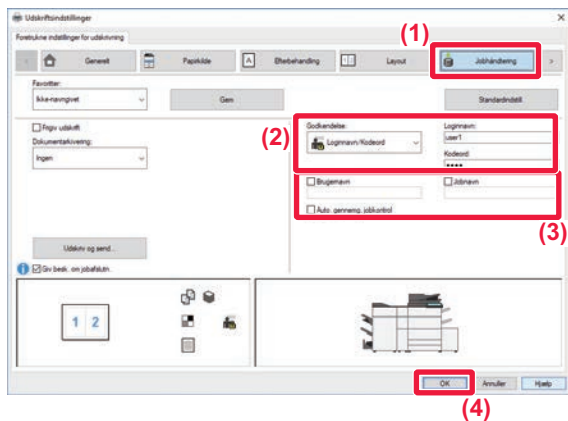 Udskriftsindstillinger
Foretrukne indstillinger for udskrivning
(1)
Generelt
Papirkilde
Efterbehandling
Layout
Jobhåndtering
Favoritter:
Ikke-navngivet
Gem
Standardindstill.
Frigiv udskrift
Dokumentarkivering:
Ingen
(2)
Godkendelse:
Loginnavn/Kodeord
Loginnavn:
user1
Kodeord:
••••
Brugernavn
Jobnavn
Auto. gennemg. jobkontrol
(3)
Udskriv og send...
Giv besk. om jobafslutn.
1 2
OK
Annuller
Hjælp
(4)